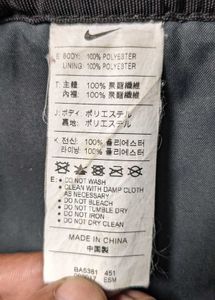 E: BODY: 100% POLYESTER
LINING: 100% POLYESTER
T: 主體: 100% 聚酯纖維
內裡: 100% 聚酯纖維
J: ボディ: ポリエステル
裏地: ポリエステル
K: 전신: 100% 폴리에스터
라이닝: 100% 폴리에스터
E: • DO NOT WASH
• CLEAN WITH DAMP CLOTH
AS NECESSARY
• DO NOT BLEACH
• DO NOT TUMBLE DRY
• DO NOT IRON
• DO NOT DRY CLEAN
MADE IN CHINA
中国製
BA5381 451
ESM